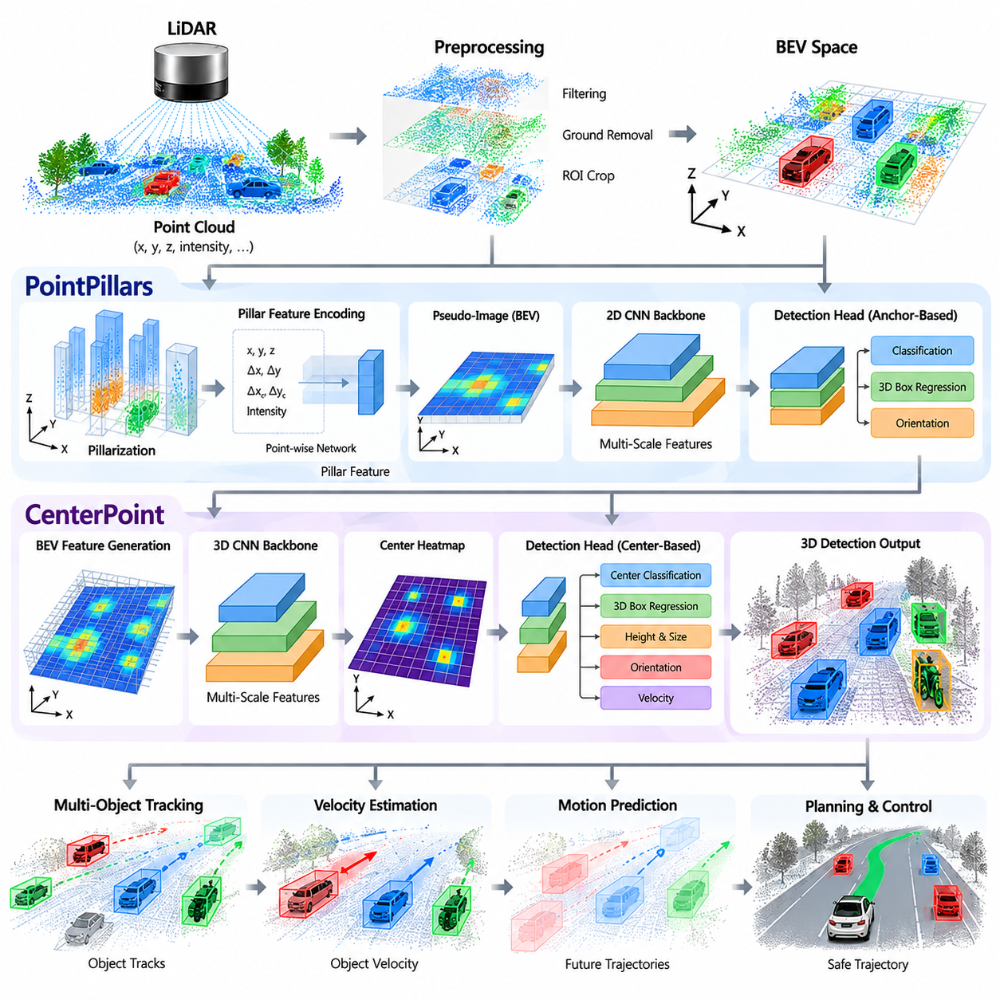 LiDAR
Preprocessing
BEV Space
Filtering
Ground Removal
ROI Crop
Z
Y
X
Point Cloud
(x, y, z, intensity, ...)
PointPillars
Pillar Feature Encoding
Pseudo-Image (BEV)
2D CNN Backbone
Detection Head (Anchor-Based)
x, y, z
Δx, Δy
Δxc, Δyc
Intensity
Classification
3D Box Regression
Orientation
Z
Y
X
Pillarization
Point-wise Network
Y
Y
X
Multi-Scale Features
Pillar Feature
CenterPoint
BEV Feature Generation
3D CNN Backbone
Center Heatmap
Detection Head (Center-Based)
3D Detection Output
Center Classification
3D Box Regression
Height & Size
Orientation
Velocity
Y
X
Multi-Scale Features
Y
X
Multi-Object Tracking
Velocity Estimation
Motion Prediction
Planning & Control
Object Tracks
Object Velocity
Future Trajectories
Safe Trajectory